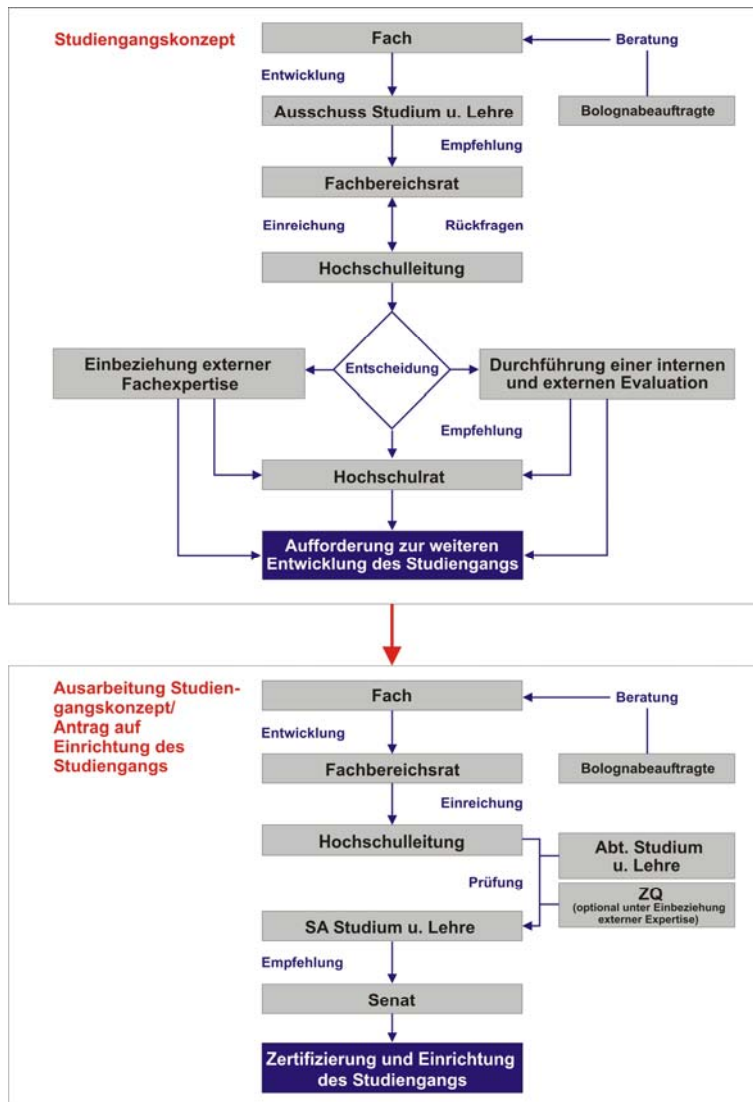 Studiengangskonzept
Fach
Beratung
Entwicklung
Ausschuss Studium u. Lehre
Bolognabeauftragte
Empfehlung
Fachbereichsrat
Einreichung
Rückfragen
Hochschulleitung
Einbeziehung externer
Fachexpertise
Entscheidung
Durchführung einer internen
und externen Evaluation
Empfehlung
Hochschulrat
Aufforderung zur weiteren
Entwicklung des Studiengangs
Ausarbeitung Studien-
gangskonzept/
Antrag auf
Einrichtung des
Studiengangs
Fach
Beratung
Entwicklung
Fachbereichsrat
Bolognabeauftragte
Einreichung
Hochschulleitung
Abt. Studium
u. Lehre
Prüfung
ZQ
(optional unter Einbeziehung
externer Expertise)
SA Studium u. Lehre
Empfehlung
Senat
Zertifizierung und Einrichtung
des Studiengangs